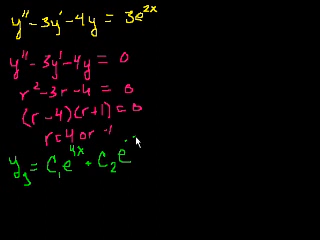 y'' - 3y' - 4y = 3e^{2x}
y'' - 3y' - 4y = 0
r² - 3r - 4 = 0
(r - 4)(r + 1) = 0
r = 4 or -1
y_g = C₁e^{4x} + C₂e